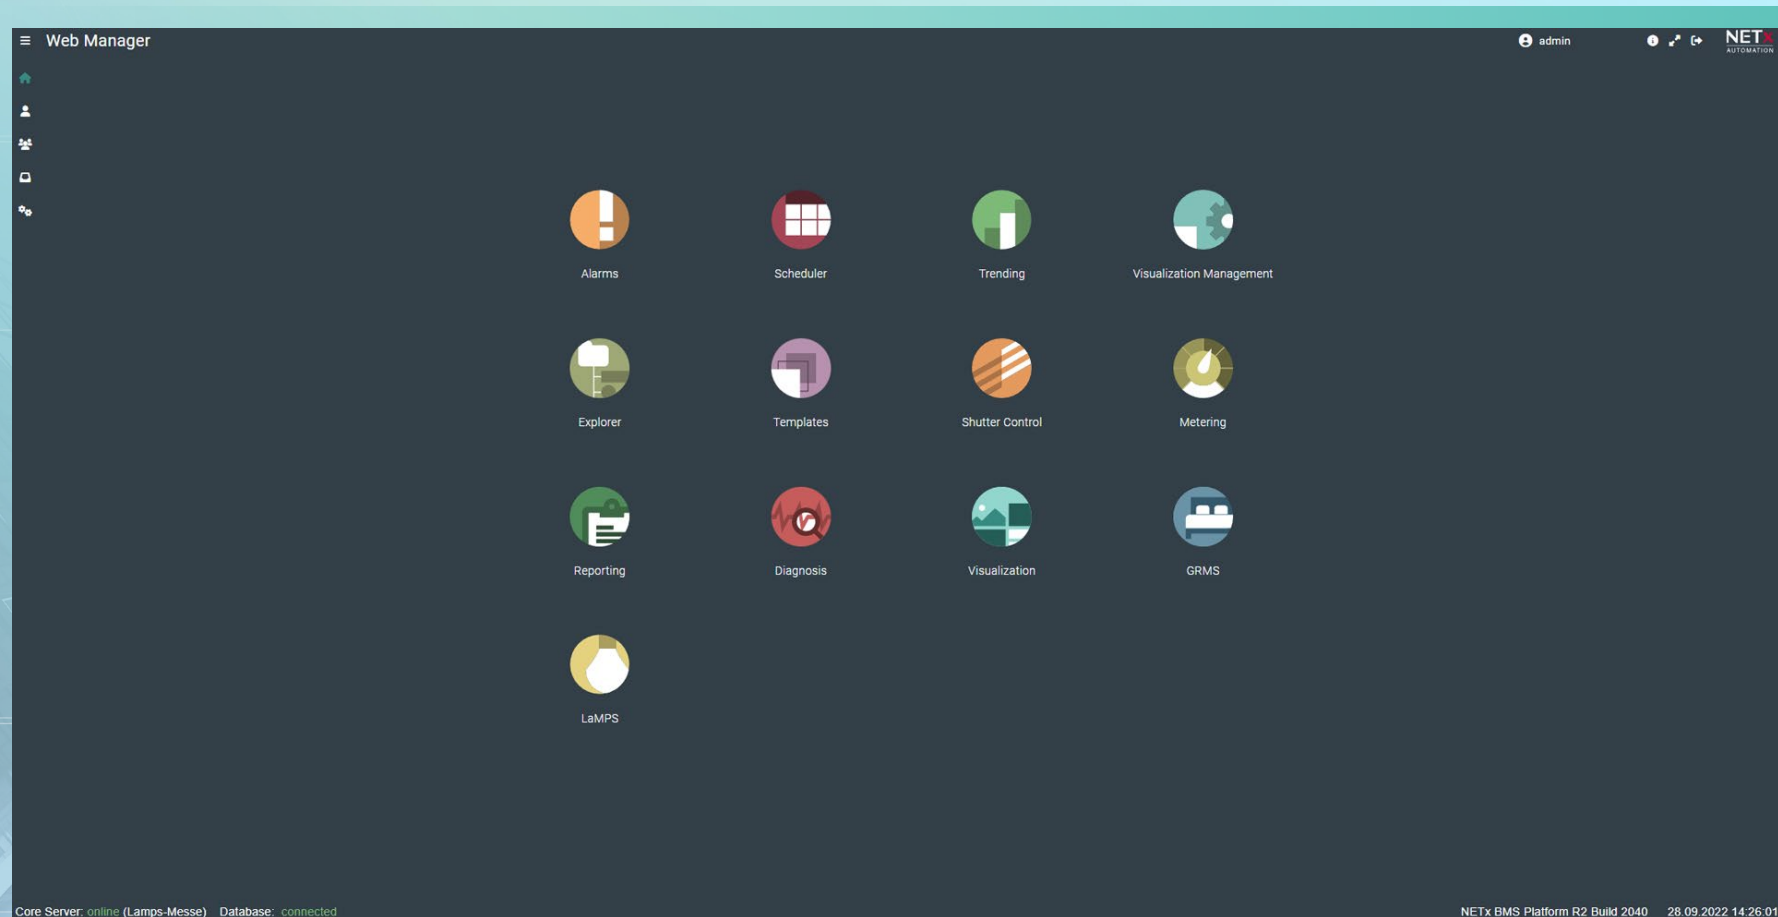 Web Manager
admin
NETx
AUTOMATION
Alarms
Scheduler
Trending
Visualization Management
Explorer
Templates
Shutter Control
Metering
Reporting
Diagnosis
Visualization
GRMS
LaMPS
Core Server: online (Lamps-Messe) Database: connected
NETx BMS Platform R2 Build 2040 28.09.2022 14:26:01